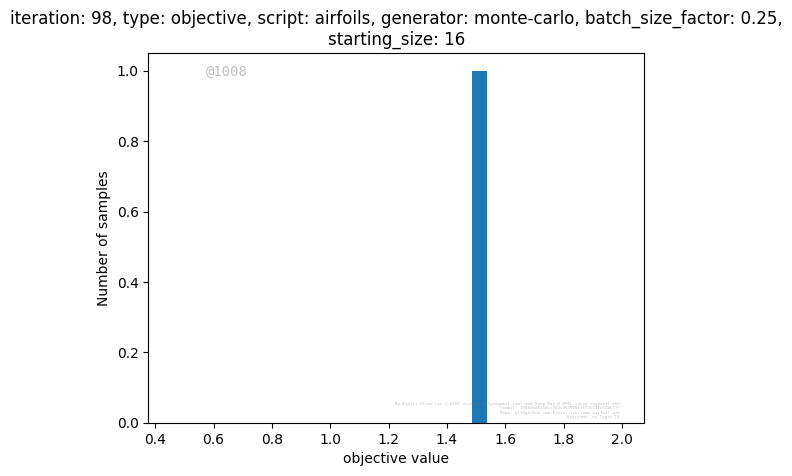 iteration: 98, type: objective, script: airfoils, generator: monte-carlo, batch_size_factor: 0.25,
starting_size: 16
@1008
1.0
0.8
0.6
0.4
0.2
0.0
Number of samples
0.4 0.6 0.8 1.0 1.2 1.4 1.6 1.8 2.0
objective value